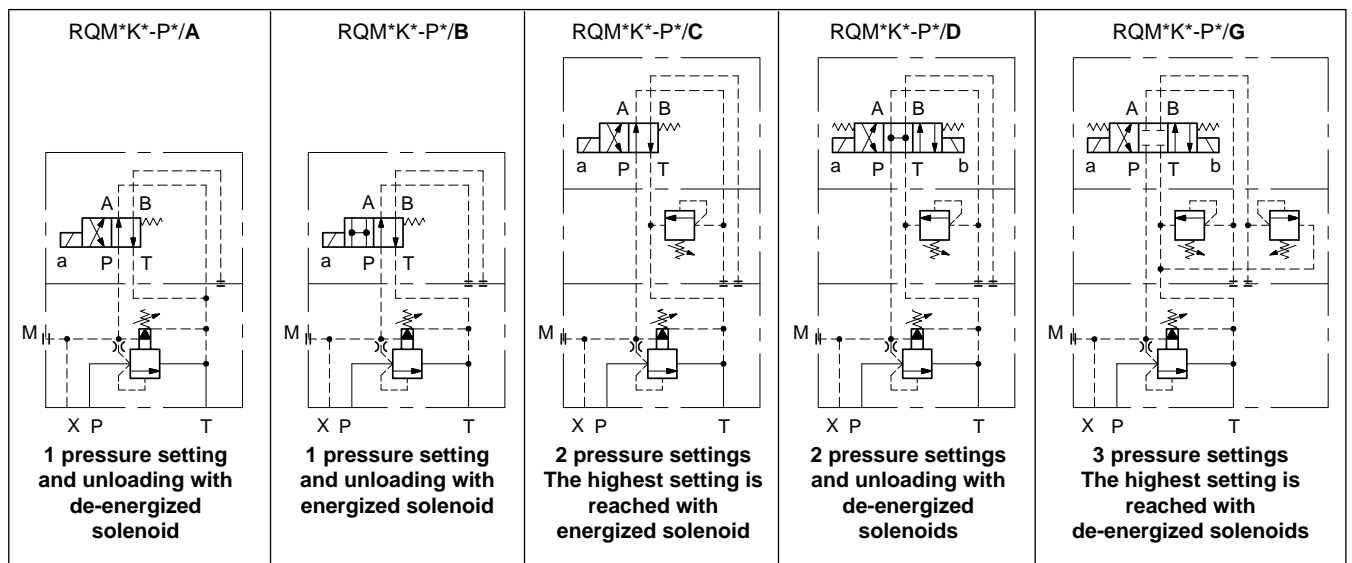 RQM*K*-P*/A
A B
a P T
M
X P T
1 pressure setting
and unloading with
de-energized
solenoid
RQM*K*-P*/B
A B
a P T
M
X P T
1 pressure setting
and unloading with
energized solenoid
RQM*K*-P*/C
A B
a P T
M
X P T
2 pressure settings
The highest setting is
reached with
energized solenoid
RQM*K*-P*/D
A B
a P T b
M
X P T
2 pressure settings
and unloading with
de-energized
solenoids
RQM*K*-P*/G
A B
a P T b
M
X P T
3 pressure settings
The highest setting is
reached with
de-energized solenoids